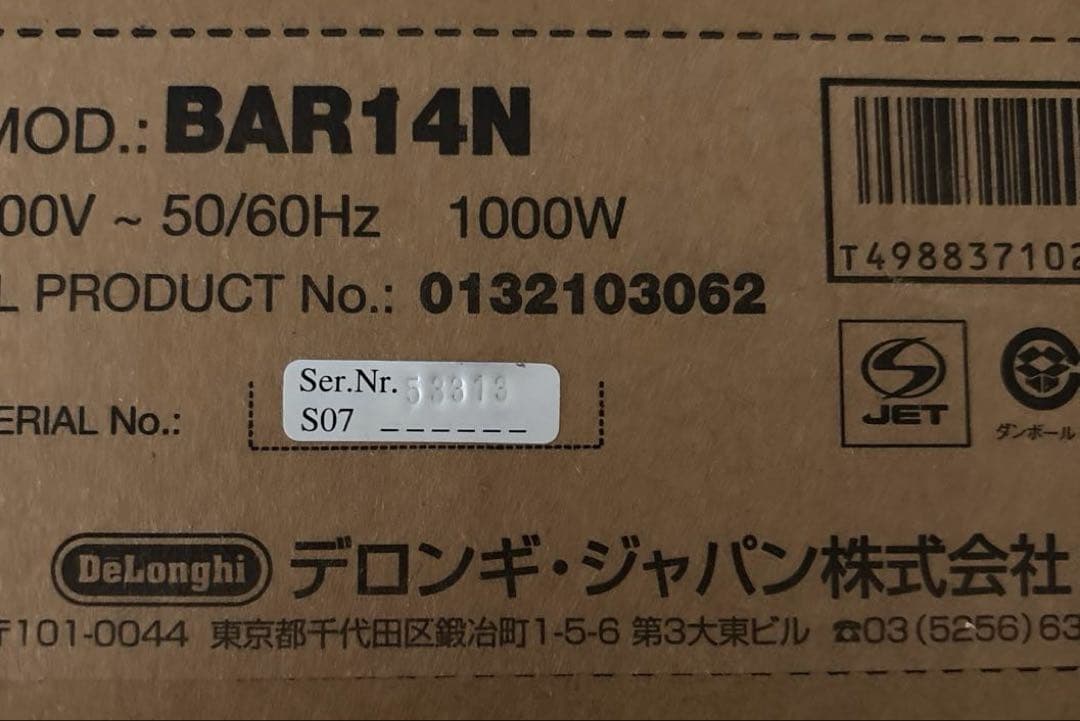 MOD.: BAR14N
00V ~ 50/60Hz 1000W
L PRODUCT No.: 0132103062
T498837102
Ser.Nr. 53313
S07 _ _ _ _ _ _
ERIAL No.:
JET
ダンボール
DeLonghi デロンギ・ジャパン株式会社
〒101-0044 東京都千代田区鍛冶町1-5-6 第3大東ビル ☎03(5256)63